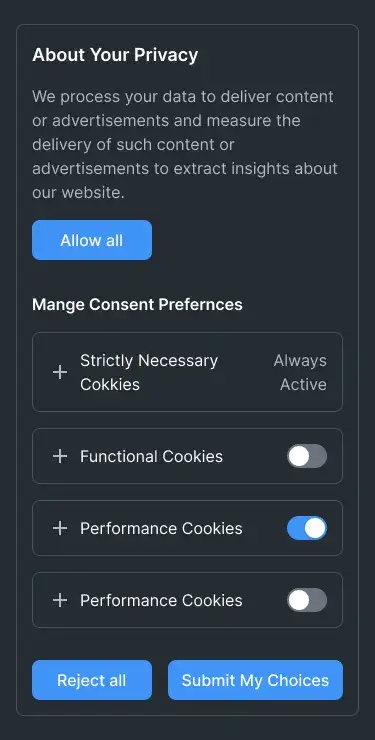 About Your Privacy
We process your data to deliver content
or advertisements and measure the
delivery of such content or
advertisements to extract insights about
our website.
Allow all
Mange Consent Prefernces
Strictly Necessary
Cokkies
Always
Active
Functional Cookies
Performance Cookies
Performance Cookies
Reject all
Submit My Choices